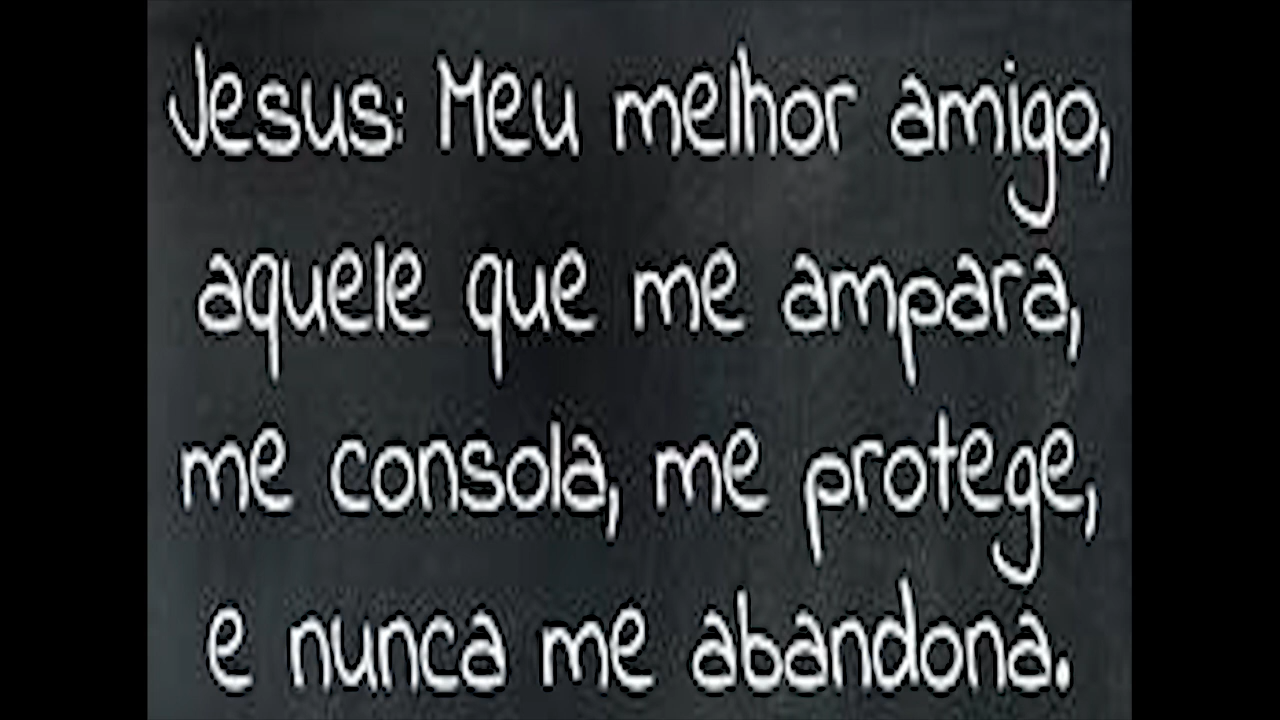 Jesus: Meu melhor amigo,
aquele que me ampara,
me consola, me protege,
e nunca me abandona.